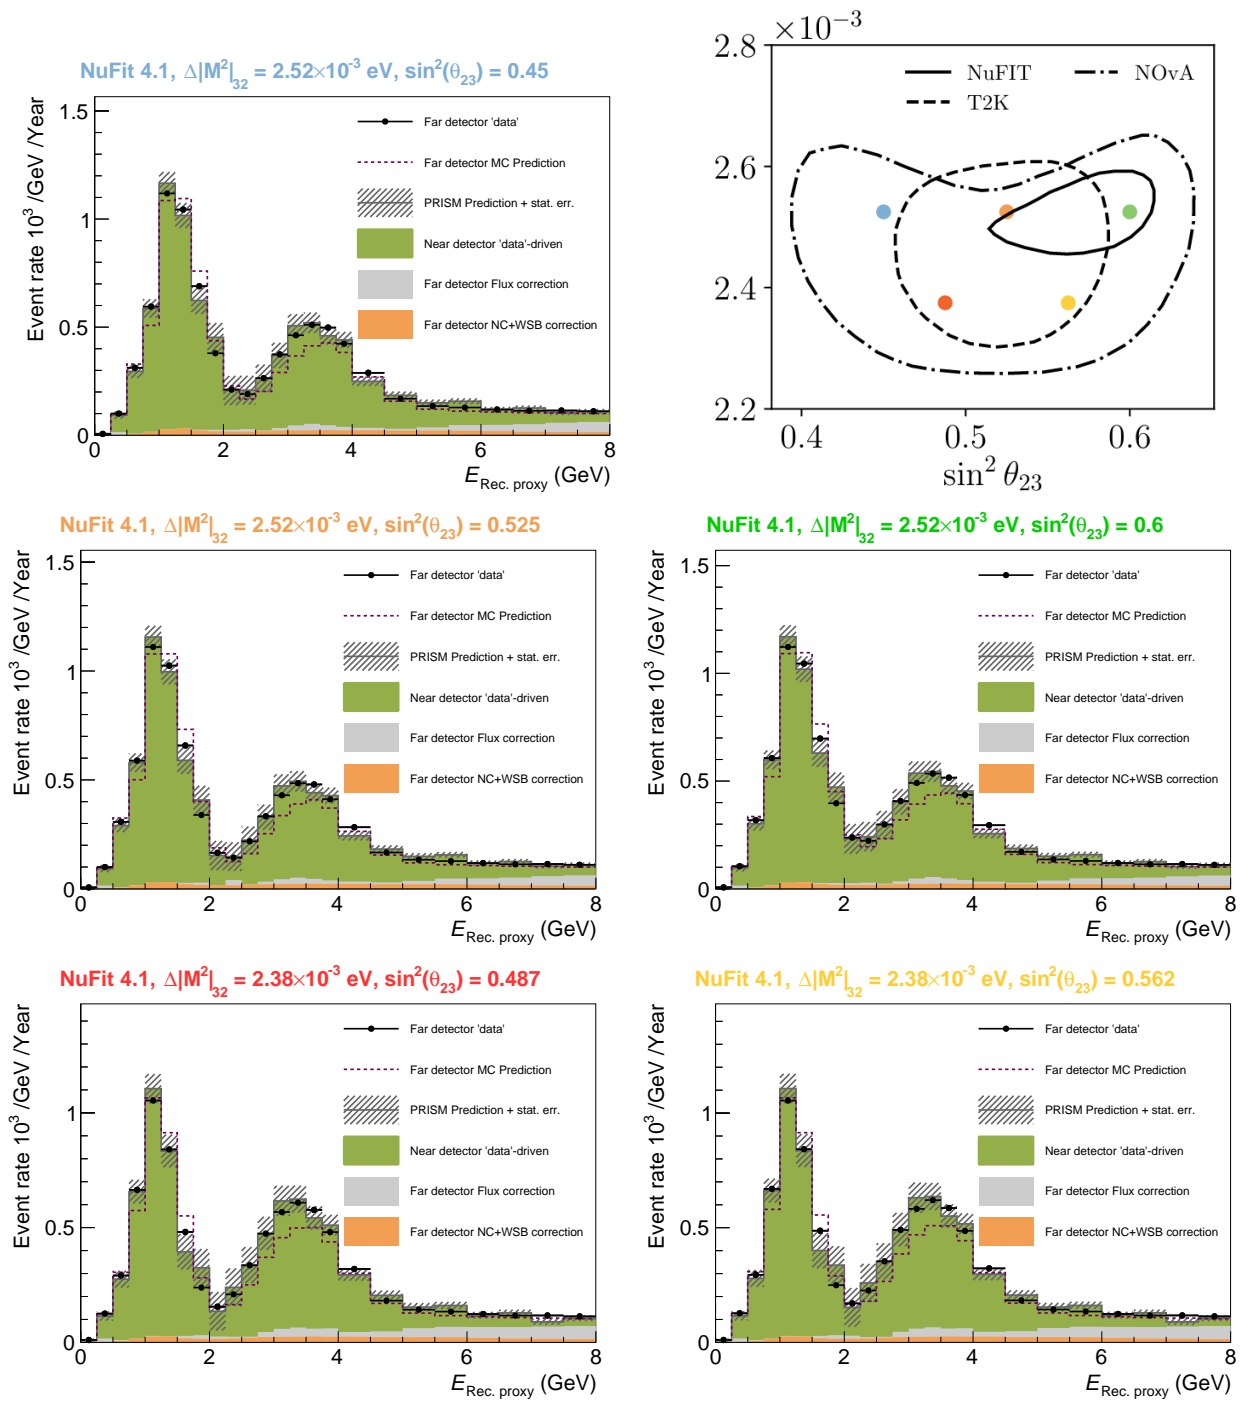 NuFit 4.1, Δ|M²|₃₂ = 2.52×10⁻³ eV, sin²(θ₂₃) = 0.45
Event rate 10³ /GeV /Year
1.5
1
0.5
0
Far detector 'data'
Far detector MC Prediction
PRISM Prediction + stat. err.
Near detector 'data'-driven
Far detector Flux correction
Far detector NC+WSB correction
0 2 4 6 8
E Rec. proxy (GeV)
×10⁻³
2.8
2.6
2.4
2.2
NuFIT
T2K
NOvA
0.4 0.5 0.6
sin² θ₂₃
NuFit 4.1, Δ|M²|₃₂ = 2.52×10⁻³ eV, sin²(θ₂₃) = 0.525
Event rate 10³ /GeV /Year
1.5
1
0.5
0
Far detector 'data'
Far detector MC Prediction
PRISM Prediction + stat. err.
Near detector 'data'-driven
Far detector Flux correction
Far detector NC+WSB correction
0 2 4 6 8
E Rec. proxy (GeV)
NuFit 4.1, Δ|M²|₃₂ = 2.52×10⁻³ eV, sin²(θ₂₃) = 0.6
Event rate 10³ /GeV /Year
1.5
1
0.5
0
Far detector 'data'
Far detector MC Prediction
PRISM Prediction + stat. err.
Near detector 'data'-driven
Far detector Flux correction
Far detector NC+WSB correction
0 2 4 6 8
E Rec. proxy (GeV)
NuFit 4.1, Δ|M²|₃₂ = 2.38×10⁻³ eV, sin²(θ₂₃) = 0.487
Event rate 10³ /GeV /Year
1
0.5
0
Far detector 'data'
Far detector MC Prediction
PRISM Prediction + stat. err.
Near detector 'data'-driven
Far detector Flux correction
Far detector NC+WSB correction
0 2 4 6 8
E Rec. proxy (GeV)
NuFit 4.1, Δ|M²|₃₂ = 2.38×10⁻³ eV, sin²(θ₂₃) = 0.562
Event rate 10³ /GeV /Year
1
0.5
0
Far detector 'data'
Far detector MC Prediction
PRISM Prediction + stat. err.
Near detector 'data'-driven
Far detector Flux correction
Far detector NC+WSB correction
0 2 4 6 8
E Rec. proxy (GeV)